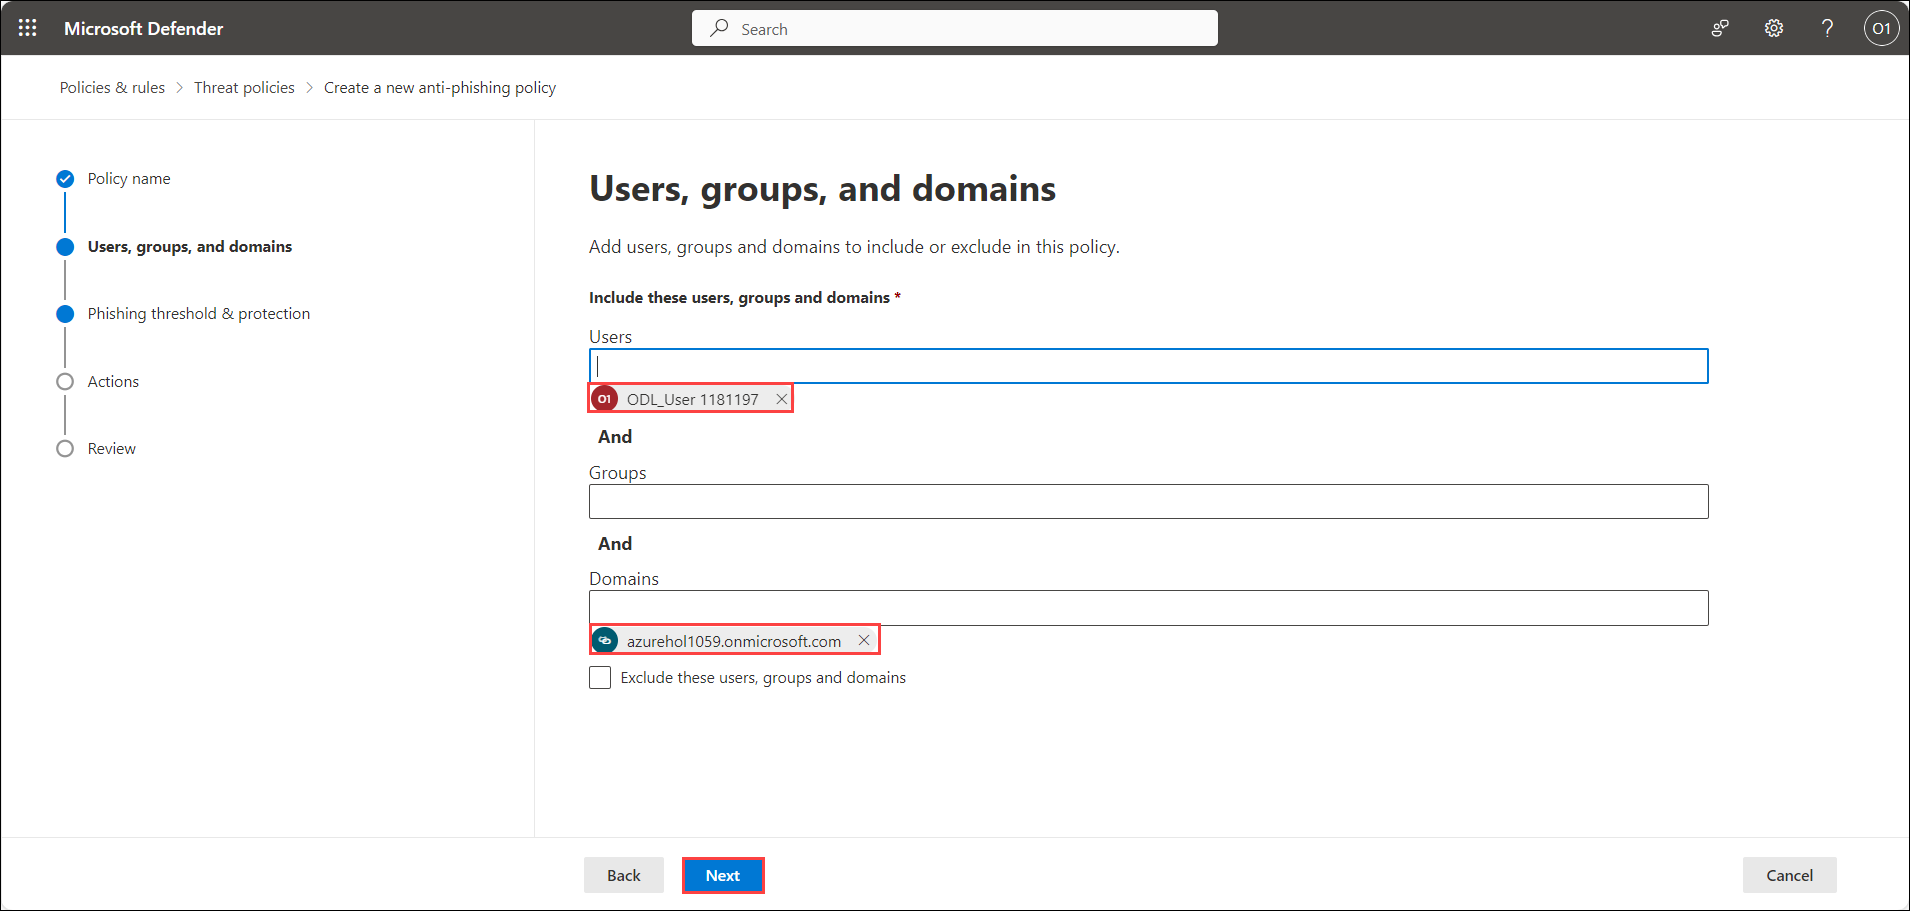 Microsoft Defender
Search
O1
Policies & rules > Threat policies > Create a new anti-phishing policy
Policy name
Users, groups, and domains
Phishing threshold & protection
Actions
Review
Users, groups, and domains
Add users, groups and domains to include or exclude in this policy.
Include these users, groups and domains *
Users
O1 ODL_User 1181197
And
Groups
And
Domains
azurehol1059.onmicrosoft.com
Exclude these users, groups and domains
Back
Next
Cancel